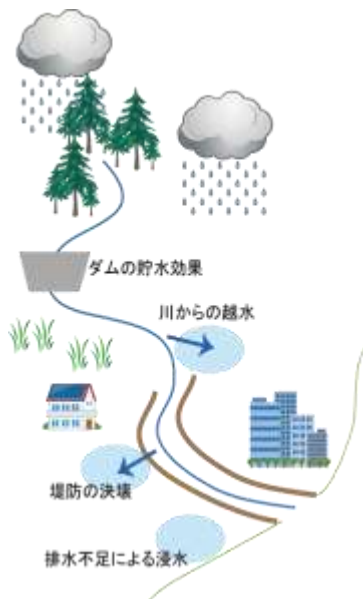 ダムの貯水効果
川からの越水
堤防の決壊
排水不足による浸水